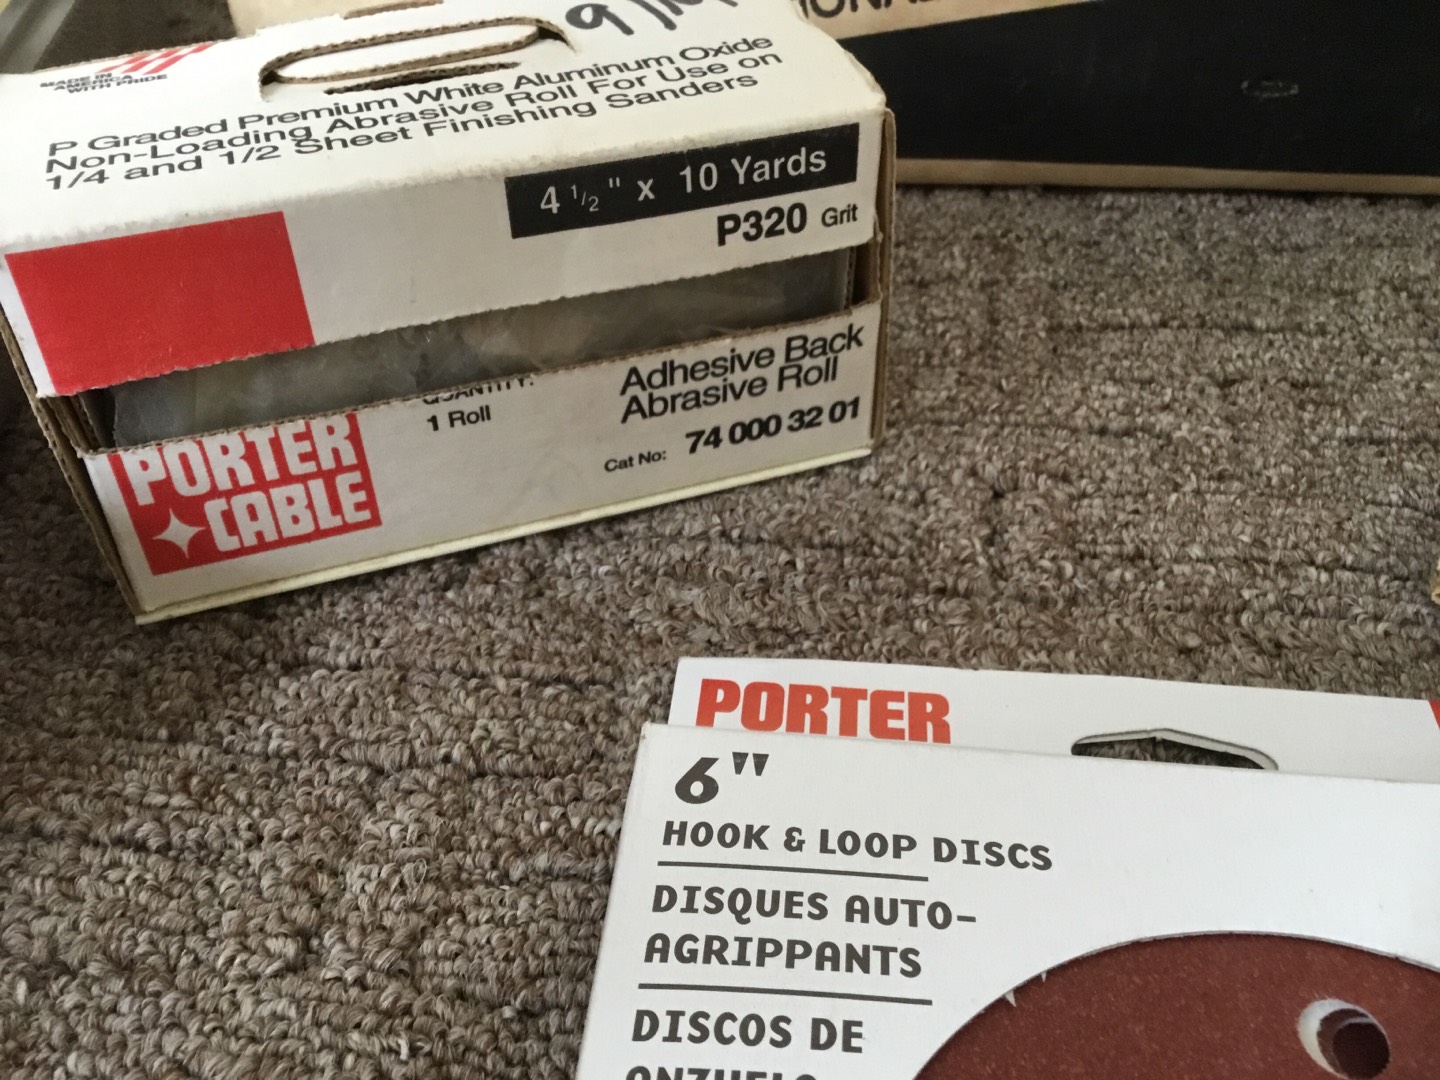 MADE IN
AMERICA
WITH PRIDE
P Graded Premium White Aluminum Oxide
Non-Loading Abrasive Roll For Use on
1/4 and 1/2 Sheet Finishing Sanders
4 1/2" x 10 Yards
P320 Grit
QUANTITY:
1 Roll
Adhesive Back
Abrasive Roll
Cat No: 74 000 32 01
PORTER
CABLE
PORTER
6"
HOOK & LOOP DISCS
DISQUES AUTO-
AGRIPPANTS
DISCOS DE